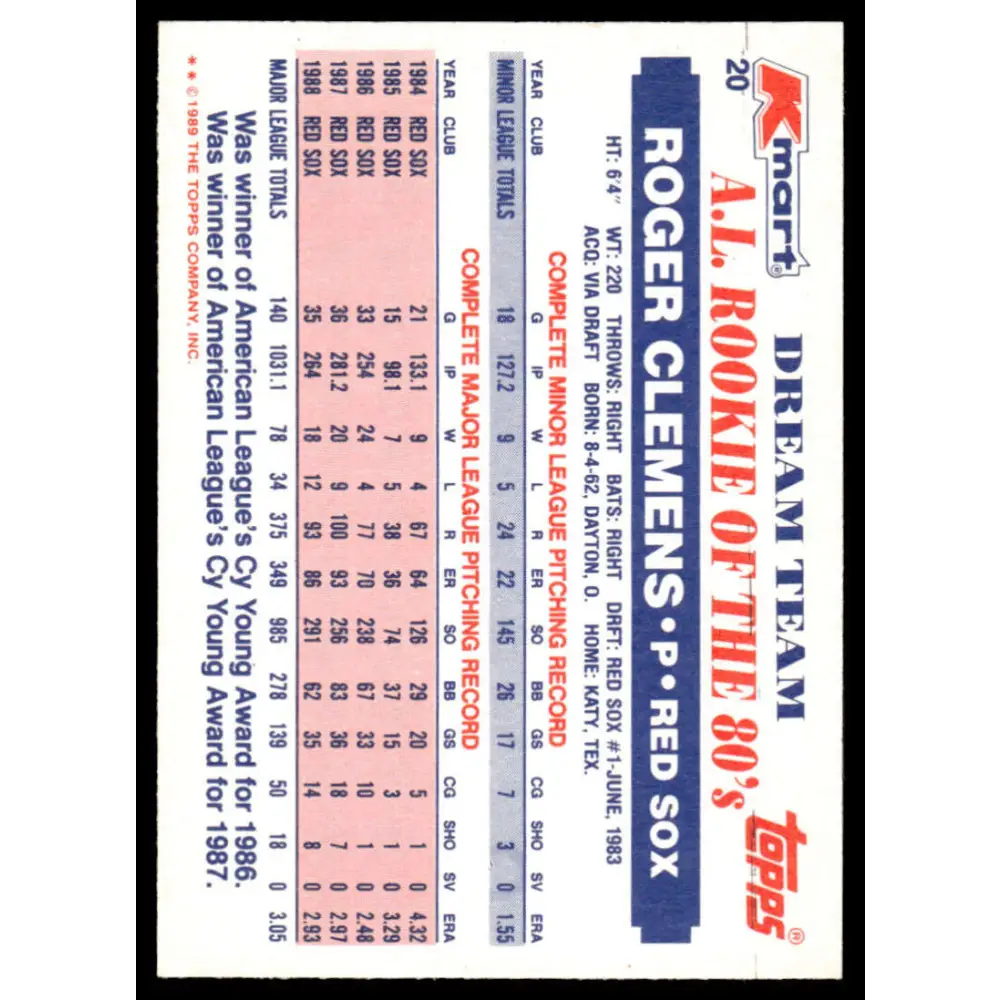 20 Kmart® DREAM TEAM Topps®
A.L. ROOKIE OF THE 80's
ROGER CLEMENS • P • RED SOX
HT: 6'4" WT: 220 THROWS: RIGHT BATS: RIGHT DRFT: RED SOX #1-JUNE, 1983
ACQ: VIA DRAFT BORN: 8-4-62, DAYTON, O. HOME: KATY, TEX.
COMPLETE MINOR LEAGUE PITCHING RECORD
YEAR CLUB G IP W L R ER SO BB GS CG SHO SV ERA
MINOR LEAGUE TOTALS 18 127.2 9 5 24 22 145 26 17 7 3 0 1.55
COMPLETE MAJOR LEAGUE PITCHING RECORD
YEAR CLUB G IP W L R ER SO BB GS CG SHO SV ERA
1984 RED SOX 21 133.1 9 4 67 64 126 29 20 5 1 0 4.32
1985 RED SOX 15 98.1 7 5 38 36 74 37 15 3 1 0 3.29
1986 RED SOX 33 254 24 4 77 70 238 67 33 10 1 0 2.48
1987 RED SOX 36 281.2 20 9 100 93 256 83 36 18 7 0 2.97
1988 RED SOX 35 264 18 12 93 86 291 62 35 14 8 0 2.93
MAJOR LEAGUE TOTALS 140 1031.1 78 34 375 349 985 278 139 50 18 0 3.05
Was winner of American League's Cy Young Award for 1986.
Was winner of American League's Cy Young Award for 1987.
* * © 1989 THE TOPPS COMPANY, INC.